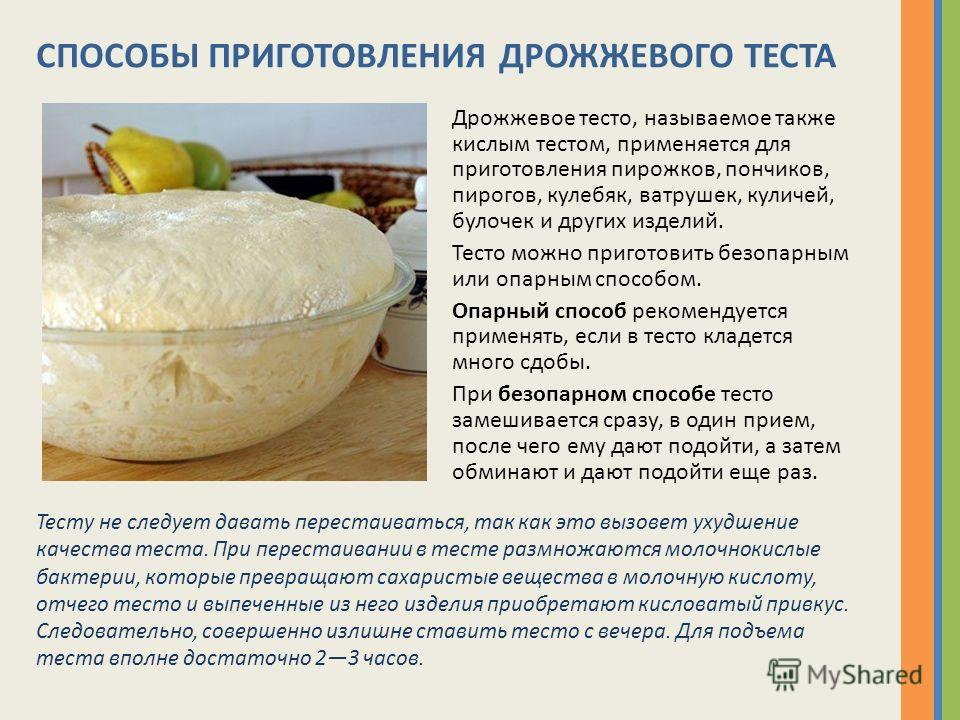 СПОСОБЫ ПРИГОТОВЛЕНИЯ ДРОЖЖЕВОГО ТЕСТА
Дрожжевое тесто, называемое также
кислым тестом, применяется для
приготовления пирожков, пончиков,
пирогов, кулебяк, ватрушек, куличей,
булочек и других изделий.
Тесто можно приготовить безопарным
или опарным способом.
Опарный способ рекомендуется
применять, если в тесто кладется
много сдобы.
При безопарном способе тесто
замешивается сразу, в один прием,
после чего ему дают подойти, а затем
обминают и дают подойти еще раз.
Тесту не следует давать перестаиваться, так как это вызовет ухудшение
качества теста. При перестаивании в тесте размножаются молочнокислые
бактерии, которые превращают сахаристые вещества в молочную кислоту,
отчего тесто и выпеченные из него изделия приобретают кисловатый привкус.
Следовательно, совершенно излишне ставить тесто с вечера. Для подъема
теста вполне достаточно 2—3 часов.
MyShared